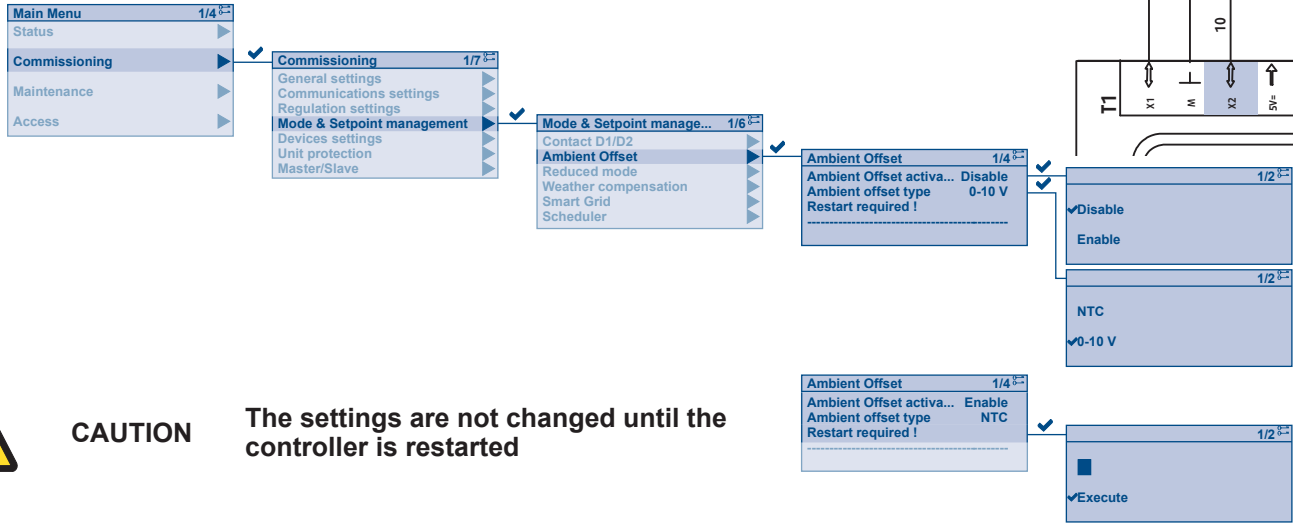 Main Menu 1/4
Status
Commissioning
Maintenance
Access
Commissioning 1/7
General settings
Communications settings
Regulation settings
Mode & Setpoint management
Devices settings
Unit protection
Master/Slave
Mode & Setpoint manage... 1/6
Contact D1/D2
Ambient Offset
Reduced mode
Weather compensation
Smart Grid
Scheduler
Ambient Offset 1/4
Ambient Offset activa... Disable
Ambient offset type 0-10 V
Restart required !
10
T1
X1
M
X2
5V=
1/2
Disable
Enable
1/2
NTC
0-10 V
CAUTION
The settings are not changed until the
controller is restarted
Ambient Offset 1/4
Ambient Offset activa... Enable
Ambient offset type NTC
Restart required !
1/2
Execute